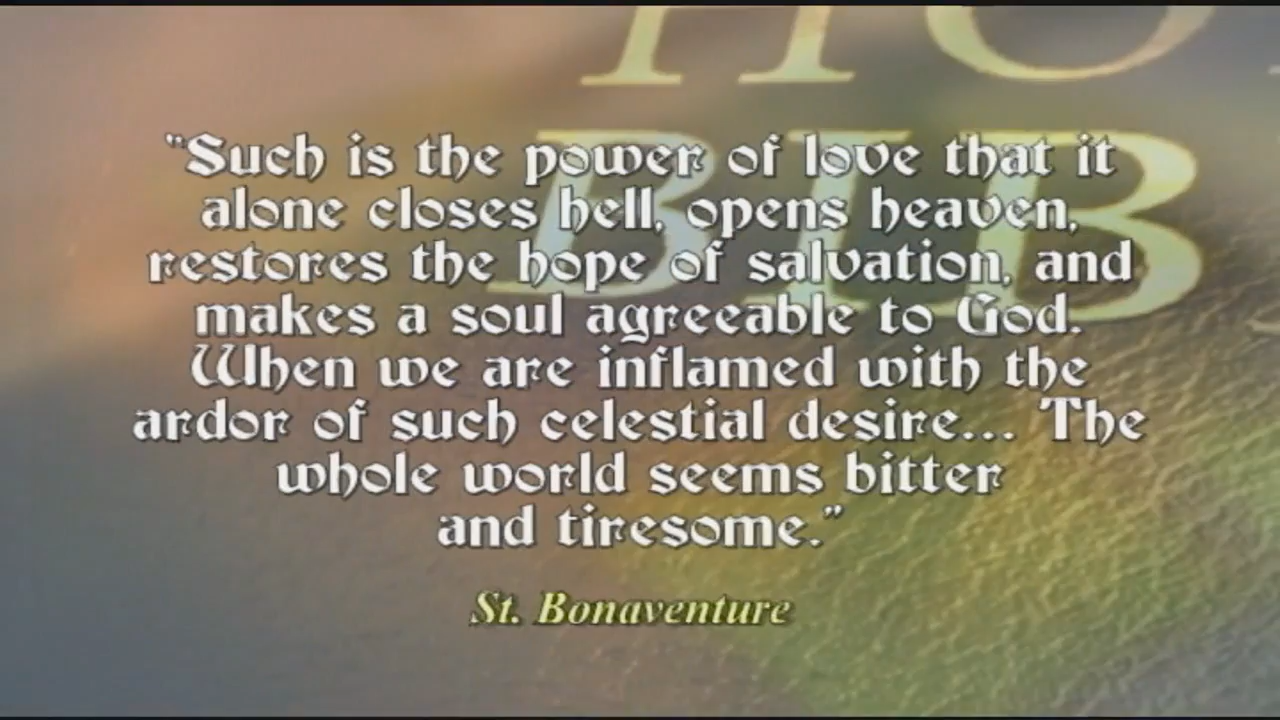 HO
BIB
"Such is the power of love that it
alone closes hell, opens heaven,
restores the hope of salvation, and
makes a soul agreeable to God.
When we are inflamed with the
ardor of such celestial desire... The
whole world seems bitter
and tiresome."
St. Bonaventure